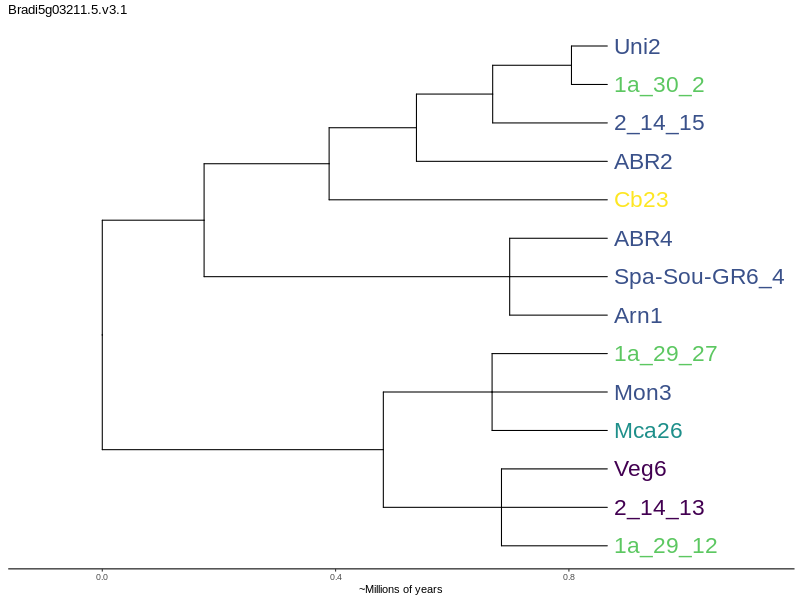 Bradi5g03211.5.v3.1
Uni2
1a_30_2
2_14_15
ABR2
Cb23
ABR4
Spa-Sou-GR6_4
Arn1
1a_29_27
Mon3
Mca26
Veg6
2_14_13
1a_29_12
0.0 0.4 0.8
~Millions of years